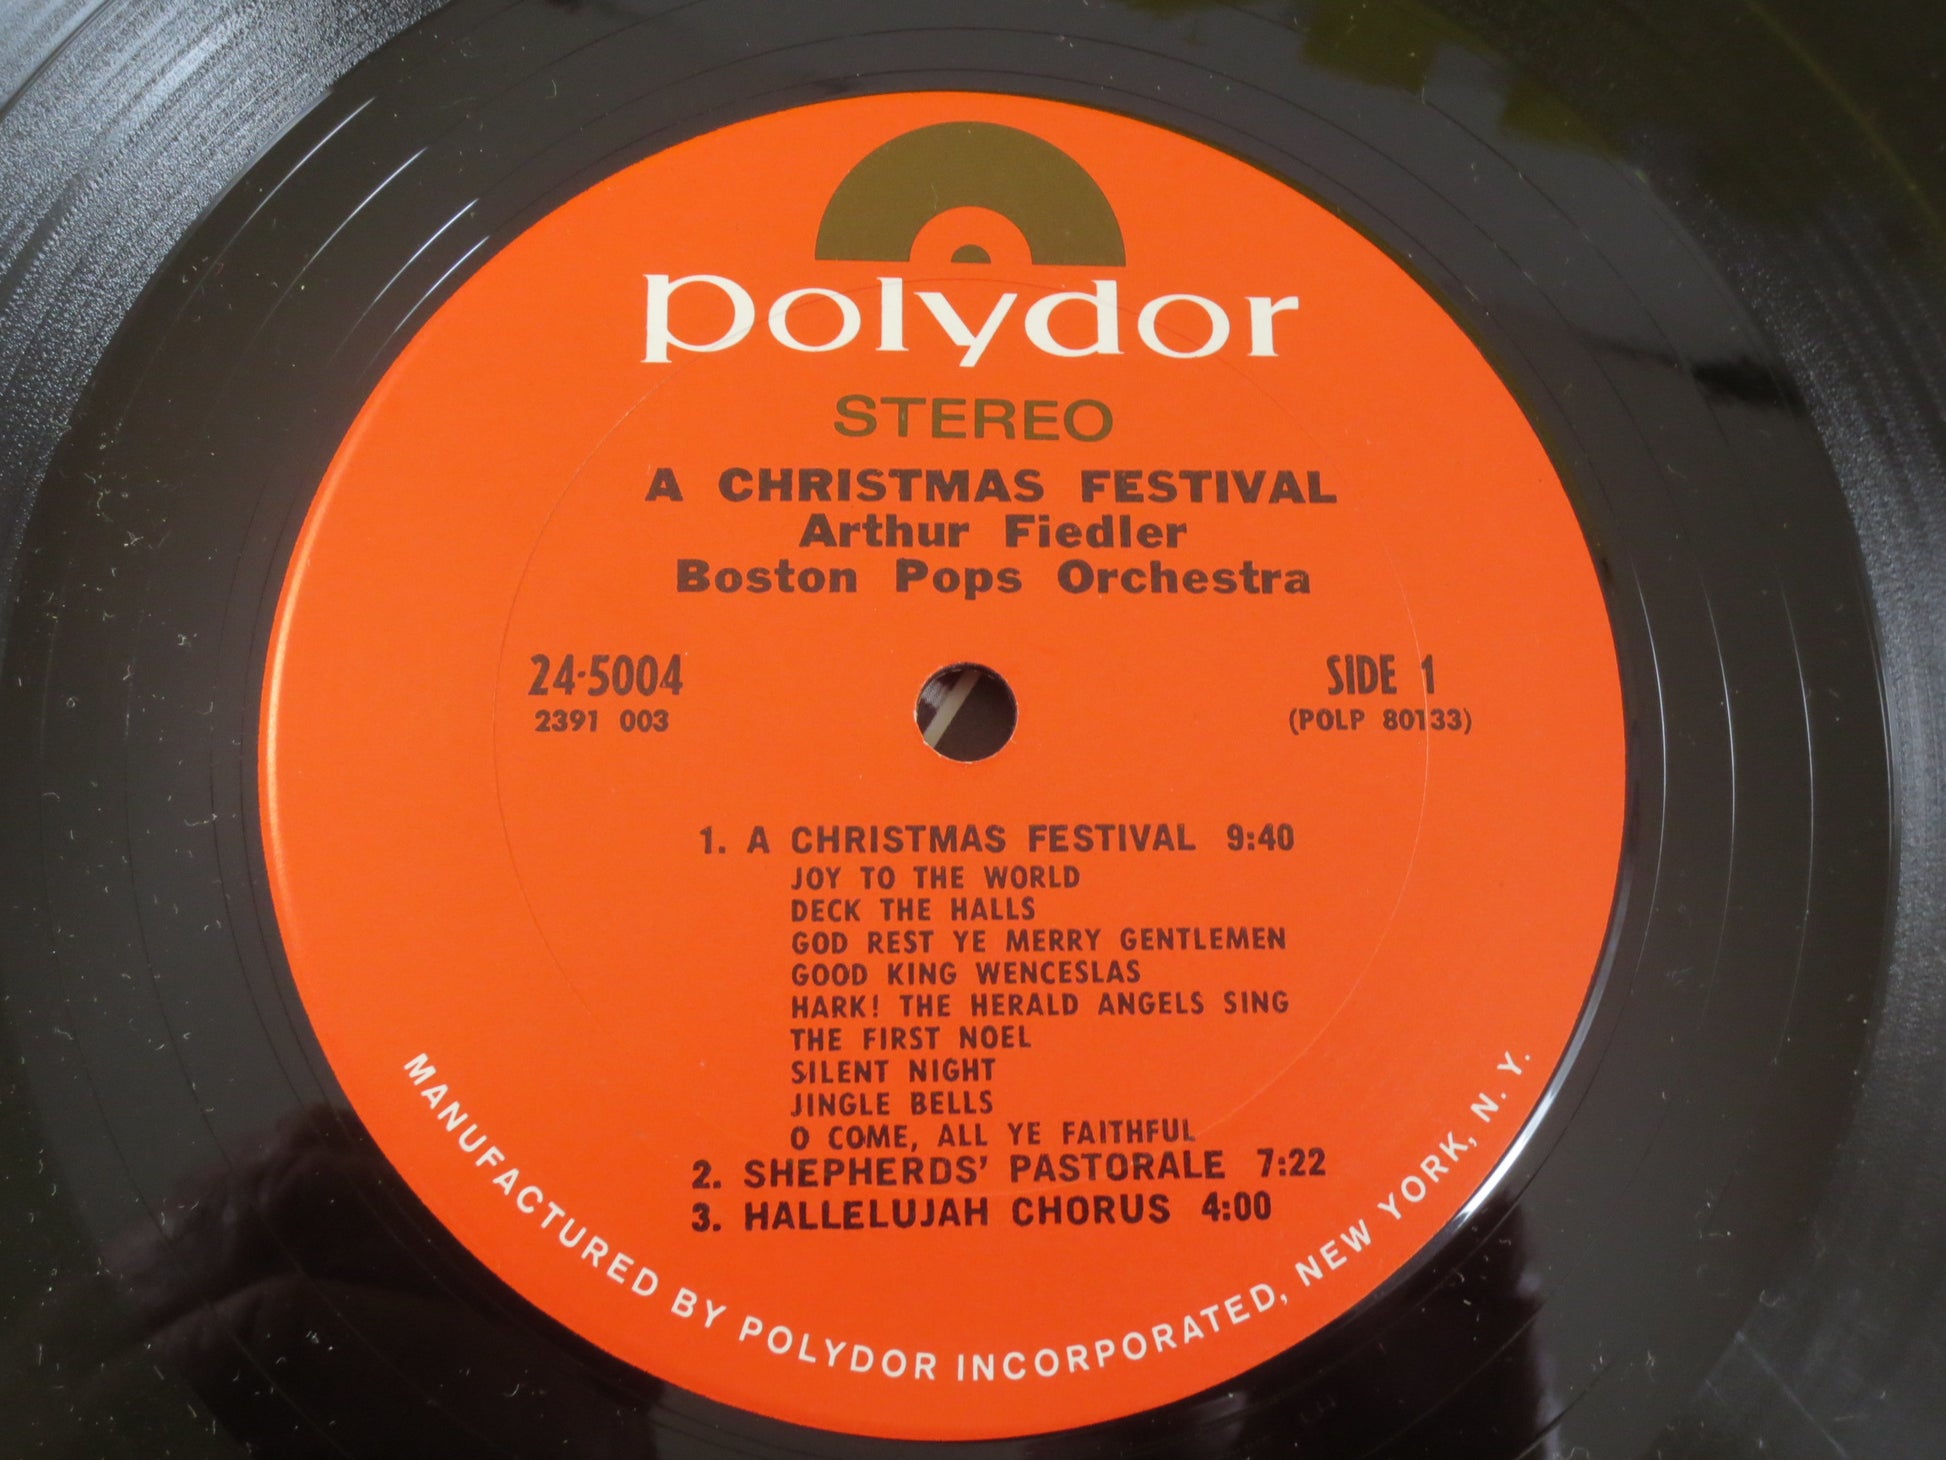 polydor
STEREO
A CHRISTMAS FESTIVAL
Arthur Fiedler
Boston Pops Orchestra
24-5004
2391 003
SIDE 1
(POLP 80133)
1. A CHRISTMAS FESTIVAL 9:40
JOY TO THE WORLD
DECK THE HALLS
GOD REST YE MERRY GENTLEMEN
GOOD KING WENCESLAS
HARK! THE HERALD ANGELS SING
THE FIRST NOEL
SILENT NIGHT
JINGLE BELLS
O COME, ALL YE FAITHFUL
2. SHEPHERDS' PASTORALE 7:22
3. HALLELUJAH CHORUS 4:00
MANUFACTURED BY POLYDOR INCORPORATED, NEW YORK, N. Y.